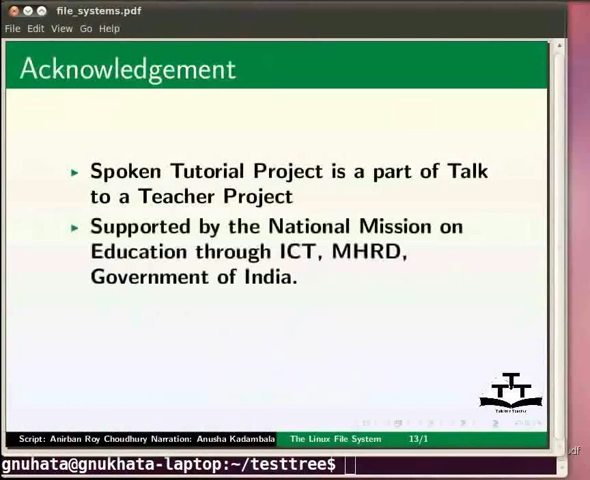 file_systems.pdf
File Edit View Go Help
Acknowledgement
Spoken Tutorial Project is a part of Talk
to a Teacher Project
Supported by the National Mission on
Education through ICT, MHRD,
Government of India.
Script: Anirban Roy Choudhury Narration: Anusha Kadambala
The Linux File System
13/1
gnuhata@gnukhata-laptop:~/testtree$